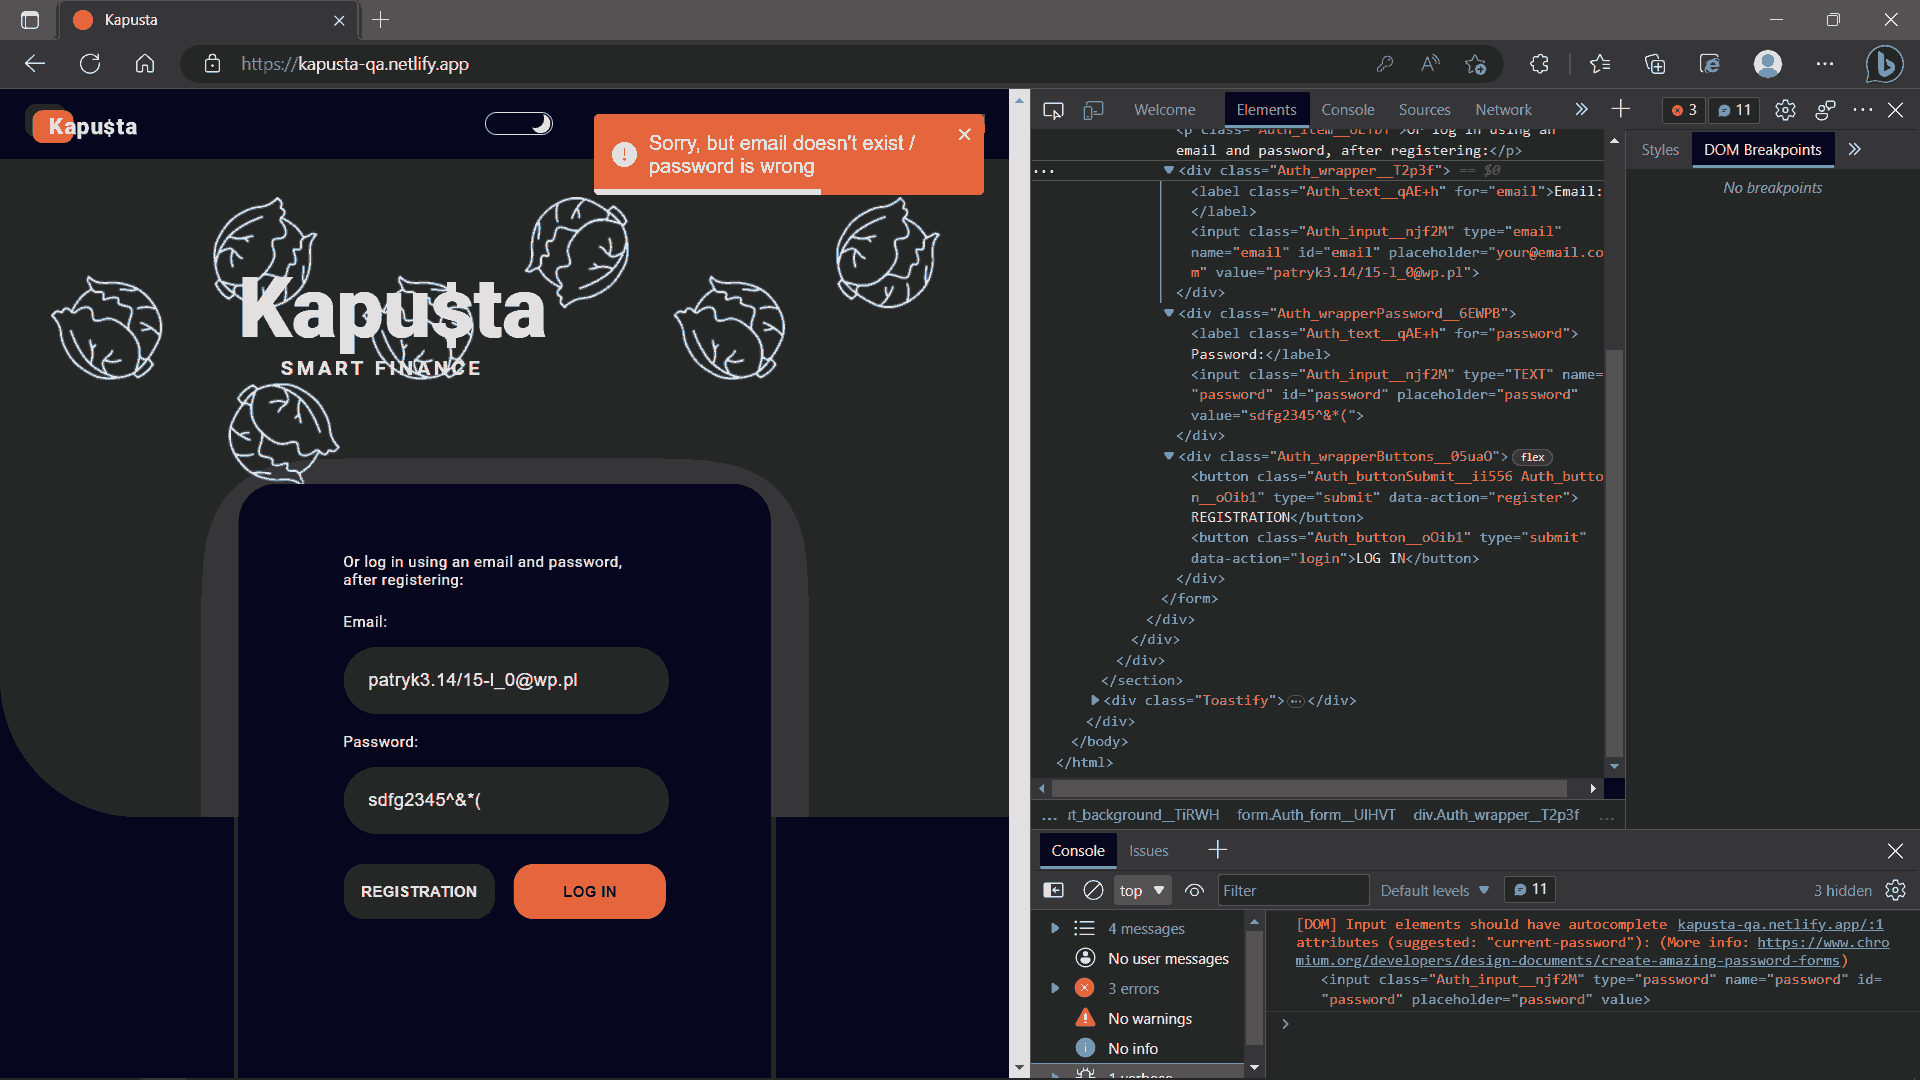 Kapusta
https://kapusta-qa.netlify.app
Kapu$ta
Sorry, but email doesn't exist /
password is wrong
Kapu$ta
SMART FINANCE
Or log in using an email and password,
after registering:
Email:
patryk3.14/15-l_0@wp.pl
Password:
sdfg2345^&*(
REGISTRATION
LOG IN
Welcome
Elements
Console
Sources
Network
3
11
email and password, after registering:</p>
<div class="Auth_wrapper__T2p3f"> == $0
<label class="Auth_text__qAE+h" for="email">Email:
</label>
<input class="Auth_input__njf2M" type="email"
name="email" id="email" placeholder="your@email.co
m" value="patryk3.14/15-l_0@wp.pl">
</div>
<div class="Auth_wrapperPassword__6EWPB">
<label class="Auth_text__qAE+h" for="password">
Password:</label>
<input class="Auth_input__njf2M" type="TEXT" name=
"password" id="password" placeholder="password"
value="sdfg2345^&*(">
</div>
<div class="Auth_wrapperButtons__05uaO"> flex
<button class="Auth_buttonSubmit__ii556 Auth_butto
n__oOib1" type="submit" data-action="register">
REGISTRATION</button>
<button class="Auth_button__oOib1" type="submit"
data-action="login">LOG IN</button>
</div>
</form>
</div>
</div>
</div>
</section>
<div class="Toastify">…</div>
</div>
</body>
</html>
... rt_background__TiRWH form.Auth_form__UIHVT div.Auth_wrapper__T2p3f ...
Styles
DOM Breakpoints
No breakpoints
Console
Issues
top
Filter
Default levels
11
3 hidden
4 messages
No user messages
3 errors
No warnings
No info
[DOM] Input elements should have autocomplete kapusta-qa.netlify.app/:1
attributes (suggested: "current-password"): (More info: https://www.chro
mium.org/developers/design-documents/create-amazing-password-forms)
<input class="Auth_input__njf2M" type="password" name="password" id=
"password" placeholder="password" value>